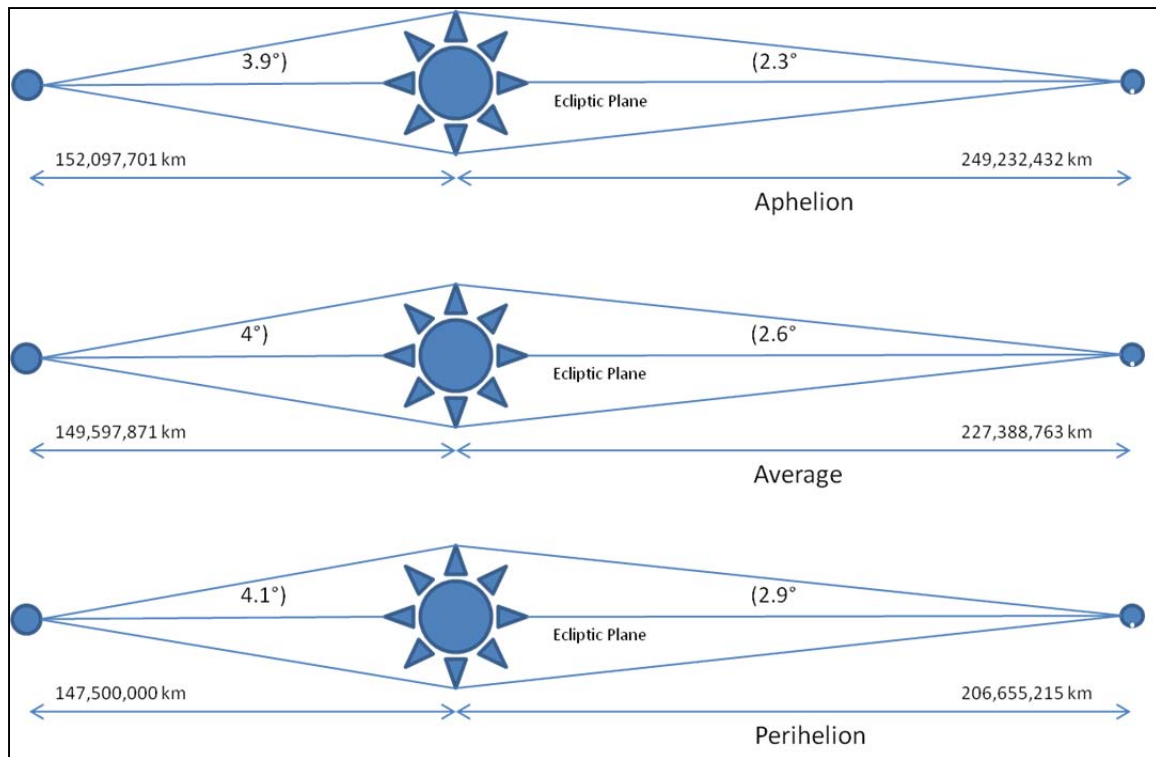 3.9°) (2.3°
Ecliptic Plane
152,097,701 km 249,232,432 km
Aphelion
4°) (2.6°
Ecliptic Plane
149,597,871 km 227,388,763 km
Average
4.1°) (2.9°
Ecliptic Plane
147,500,000 km 206,655,215 km
Perihelion